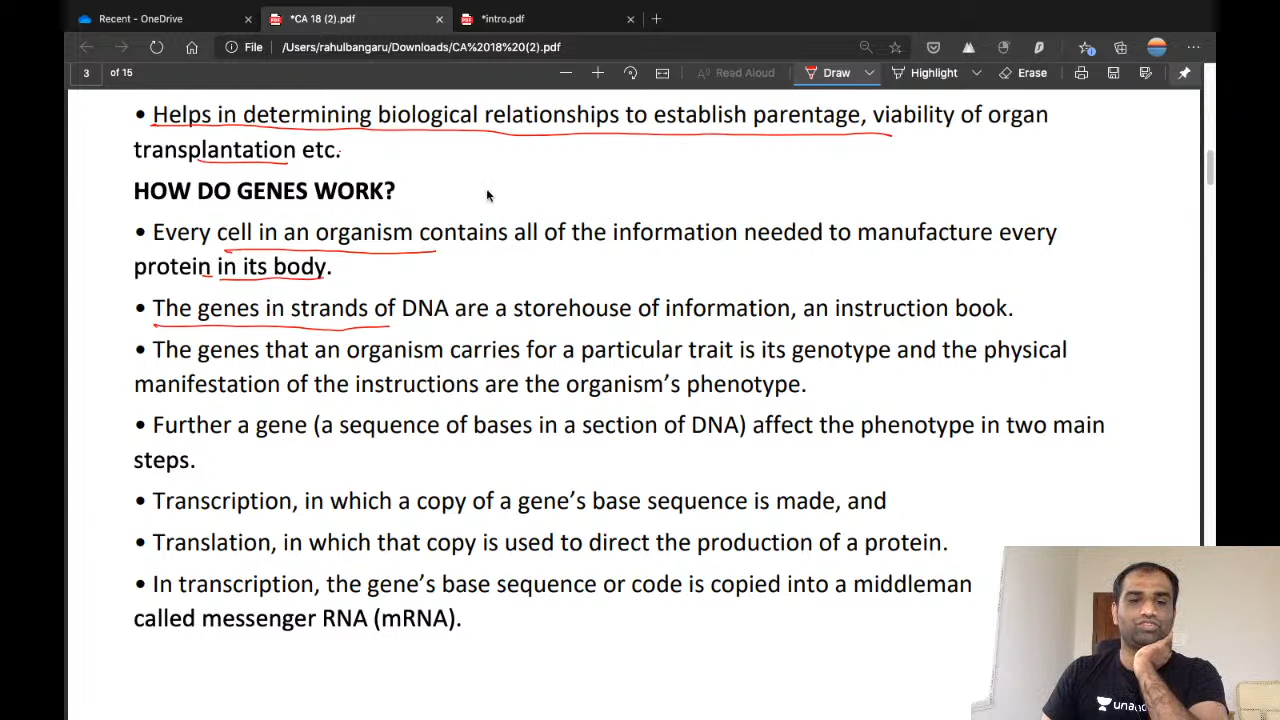 Recent - OneDrive
*CA 18 (2).pdf
*intro.pdf
File
/Users/rahulbangaru/Downloads/CA%2018%20(2).pdf
3 of 15
Read Aloud
Draw
Highlight
Erase
• Helps in determining biological relationships to establish parentage, viability of organ
transplantation etc.
HOW DO GENES WORK?
• Every cell in an organism contains all of the information needed to manufacture every
protein in its body.
• The genes in strands of DNA are a storehouse of information, an instruction book.
• The genes that an organism carries for a particular trait is its genotype and the physical
manifestation of the instructions are the organism's phenotype.
• Further a gene (a sequence of bases in a section of DNA) affect the phenotype in two main
steps.
• Transcription, in which a copy of a gene's base sequence is made, and
• Translation, in which that copy is used to direct the production of a protein.
• In transcription, the gene's base sequence or code is copied into a middleman
called messenger RNA (mRNA).